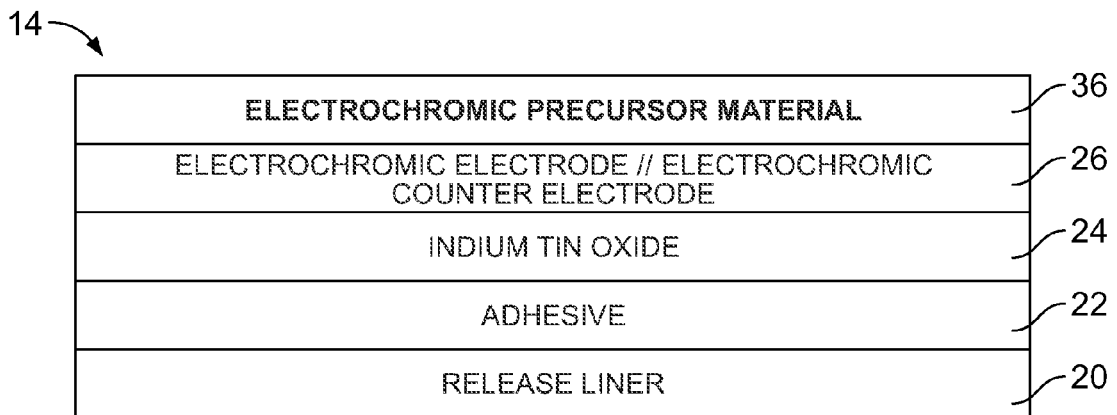 14
ELECTROCHROMIC PRECURSOR MATERIAL
36
ELECTROCHROMIC ELECTRODE // ELECTROCHROMIC
COUNTER ELECTRODE
26
INDIUM TIN OXIDE
24
ADHESIVE
22
RELEASE LINER
20